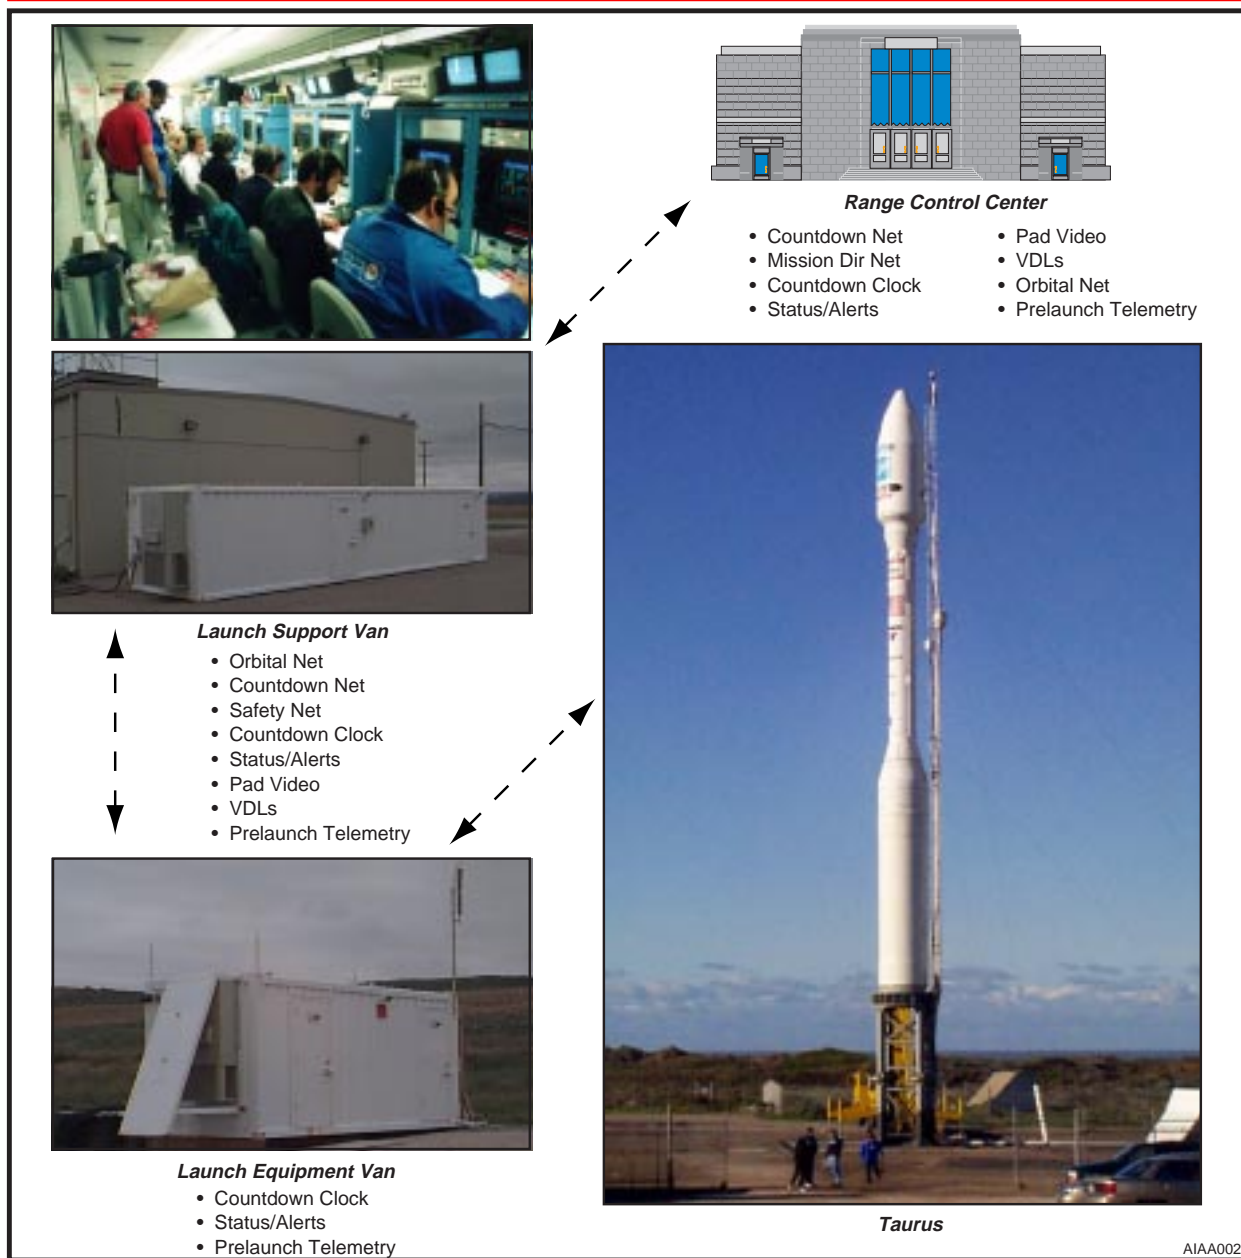 Range Control Center
• Countdown Net
• Mission Dir Net
• Countdown Clock
• Status/Alerts
• Pad Video
• VDLs
• Orbital Net
• Prelaunch Telemetry
Launch Support Van
• Orbital Net
• Countdown Net
• Safety Net
• Countdown Clock
• Status/Alerts
• Pad Video
• VDLs
• Prelaunch Telemetry
Launch Equipment Van
• Countdown Clock
• Status/Alerts
• Prelaunch Telemetry
Taurus
AIAA002